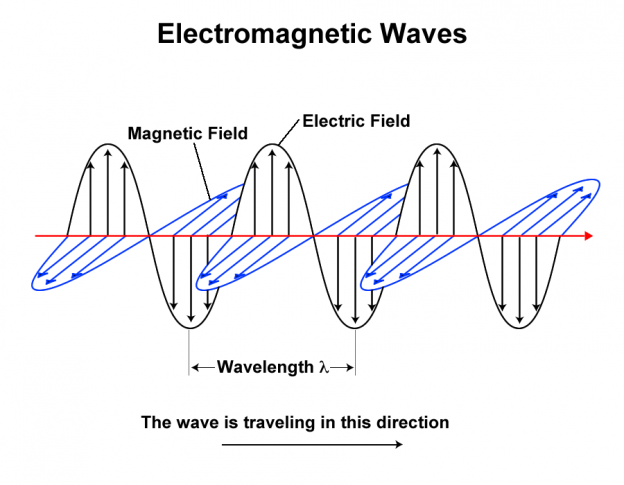 Electromagnetic Waves
Electric Field
Magnetic Field
Wavelength λ
The wave is traveling in this direction